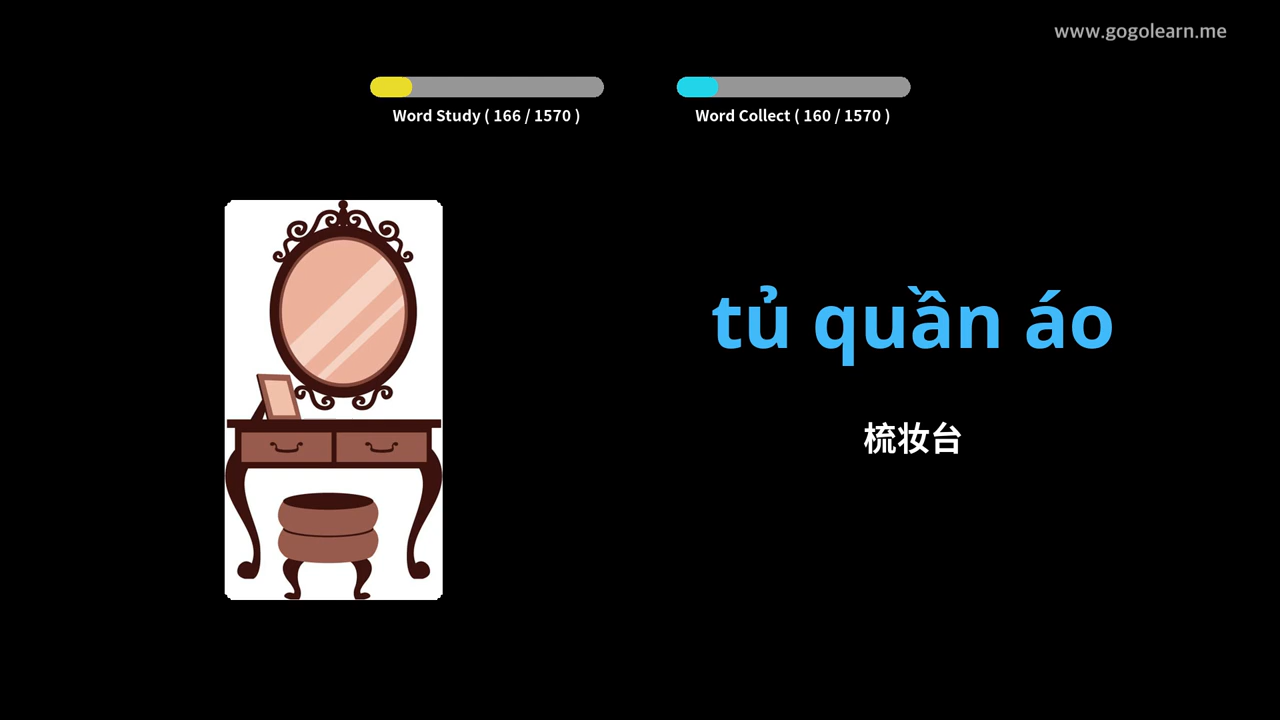 www.gogolearn.me
Word Study ( 166 / 1570 )
Word Collect ( 160 / 1570 )
tủ quần áo
梳妆台